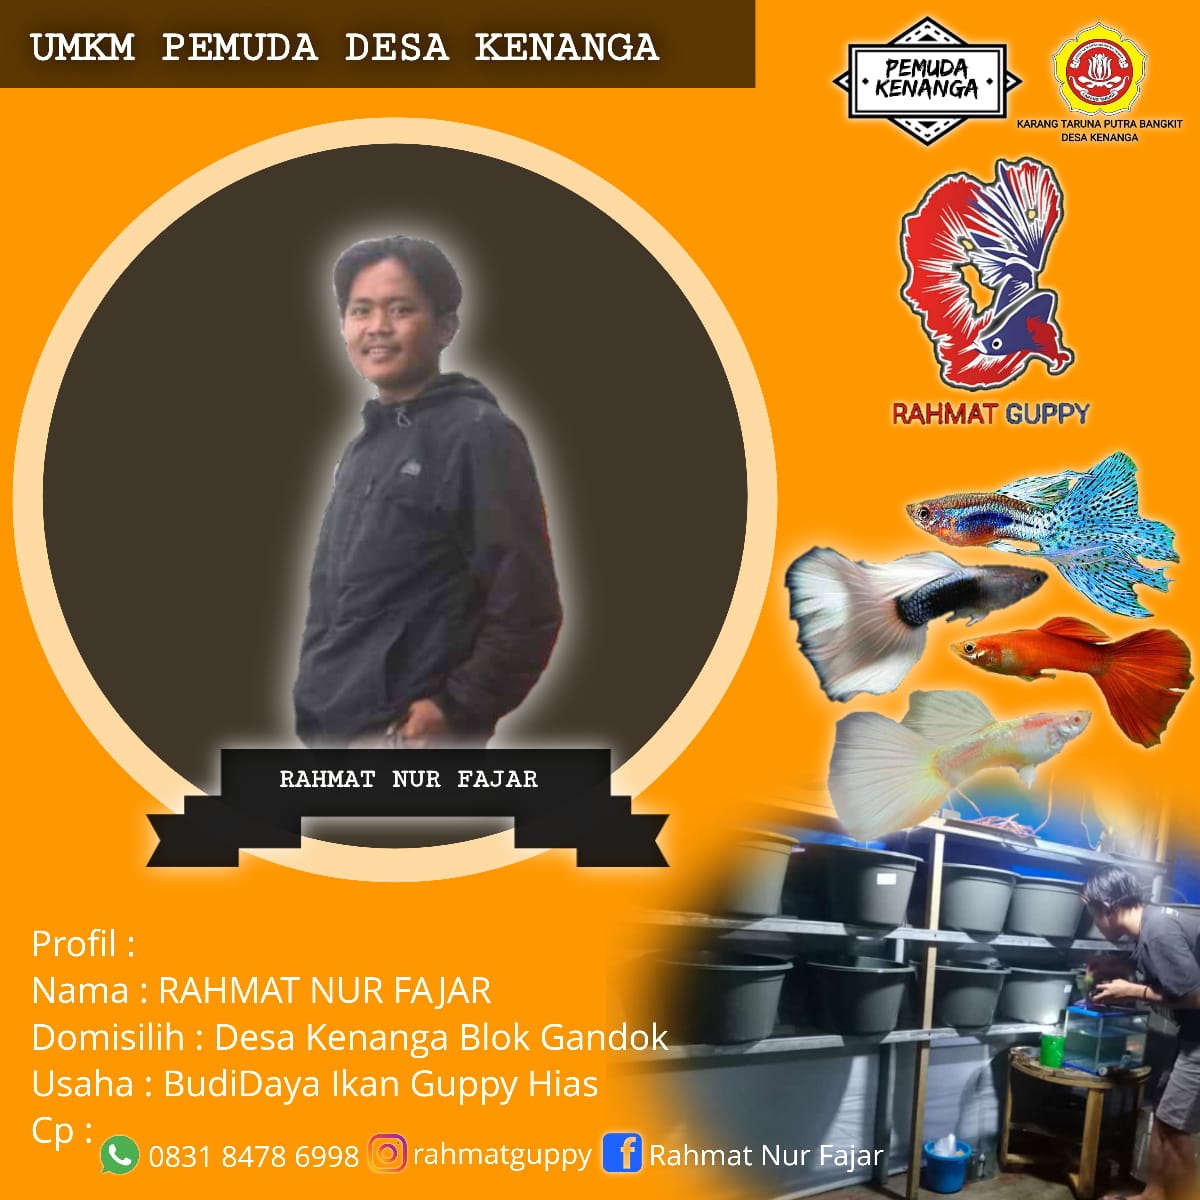 UMKM PEMUDA DESA KENANGA
PEMUDA
KENANGA
KARANG TARUNA PUTRA BANGKIT
DESA KENANGA
RAHMAT GUPPY
RAHMAT NUR FAJAR
Profil :
Nama : RAHMAT NUR FAJAR
Domisilih : Desa Kenanga Blok Gandok
Usaha : BudiDaya Ikan Guppy Hias
Cp :
0831 8478 6998 rahmatguppy Rahmat Nur Fajar